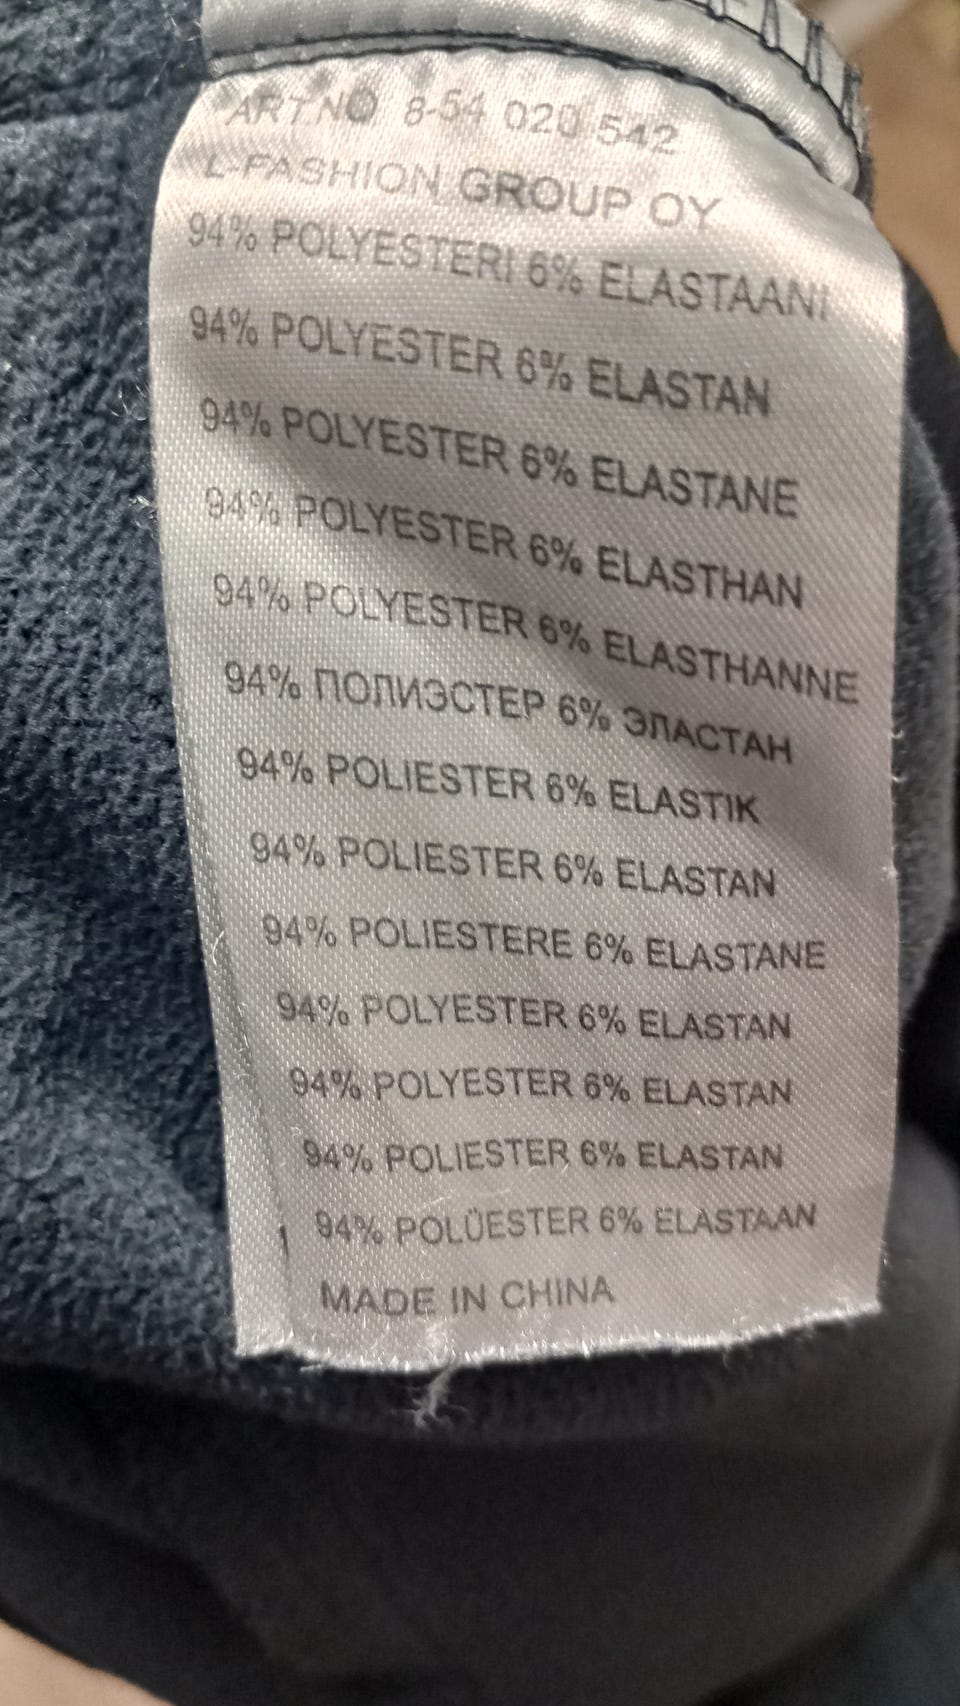 ART.NO 8-54 020 542
L-FASHION GROUP OY
94% POLYESTERI 6% ELASTAANI
94% POLYESTER 6% ELASTAN
94% POLYESTER 6% ELASTANE
94% POLYESTER 6% ELASTHAN
94% POLYESTER 6% ELASTHANNE
94% ПОЛИЭСТЕР 6% ЭЛАСТАН
94% POLIESTER 6% ELASTIK
94% POLIESTER 6% ELASTAN
94% POLIESTERE 6% ELASTANE
94% POLYESTER 6% ELASTAN
94% POLYESTER 6% ELASTAN
94% POLIESTER 6% ELASTAN
94% POLÜESTER 6% ELASTAAN
MADE IN CHINA